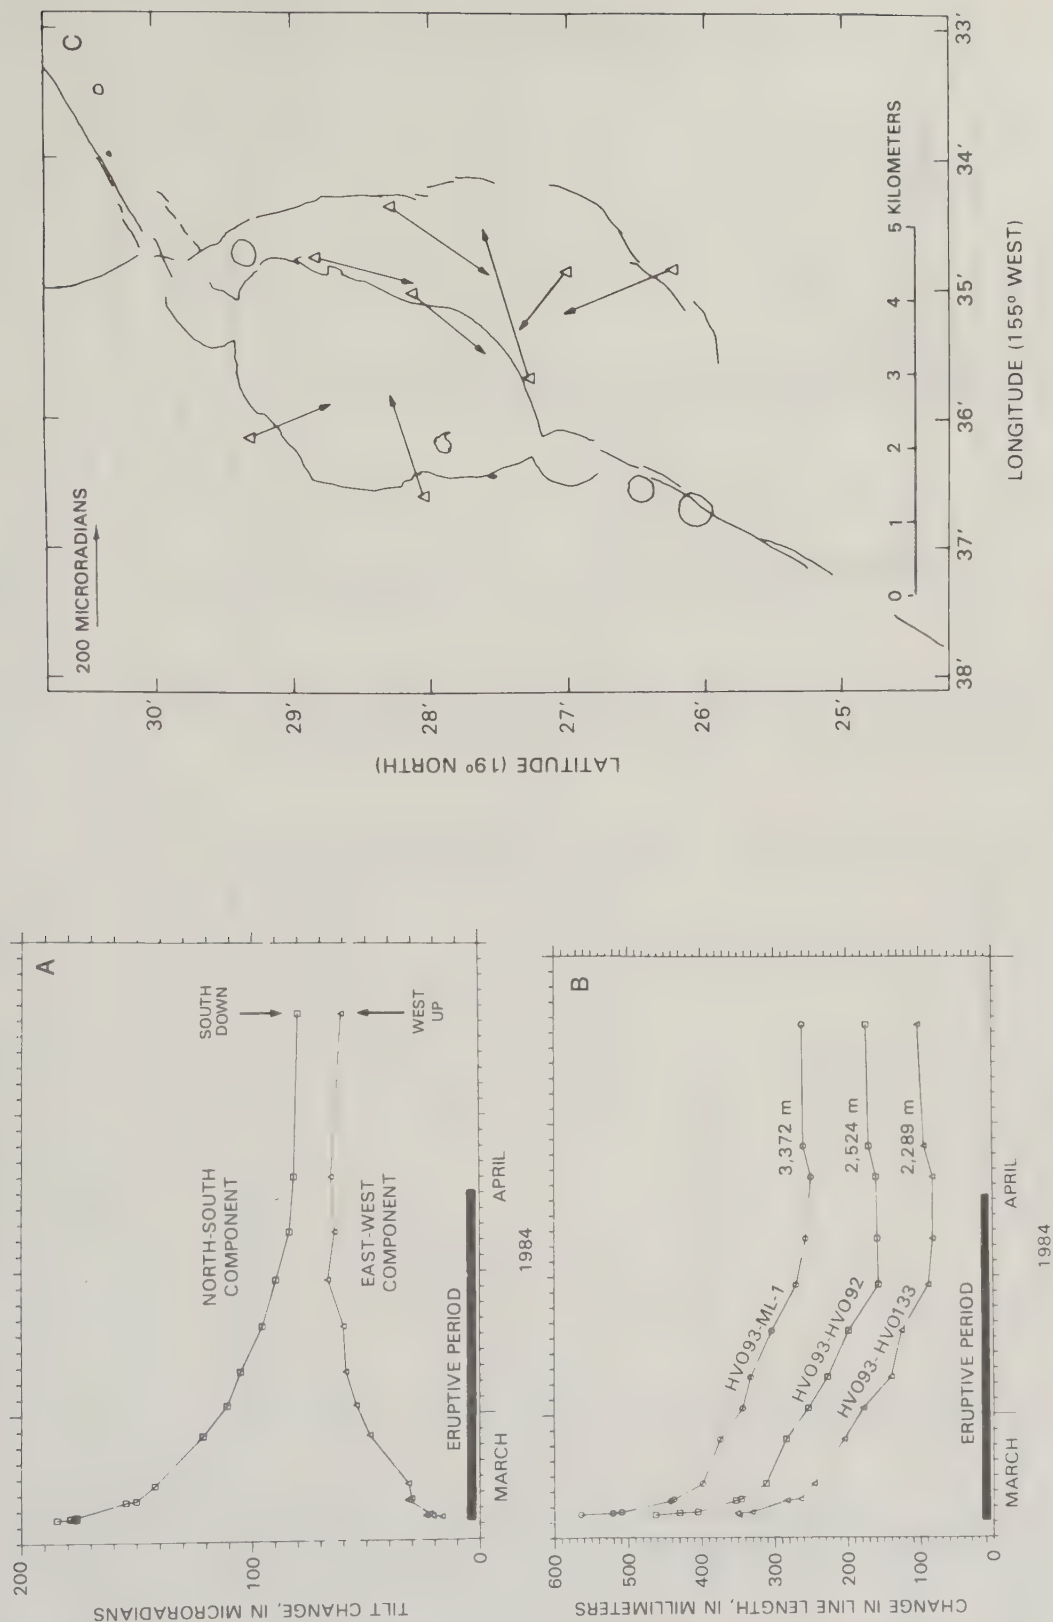 A
200
100
0
TILT CHANGE, IN MICRORADIANS
NORTH-SOUTH
COMPONENT
SOUTH
DOWN
EAST-WEST
COMPONENT
WEST
UP
ERUPTIVE PERIOD
MARCH
APRIL
1984
B
600
500
400
300
200
100
0
CHANGE IN LINE LENGTH, IN MILLIMETERS
HVO93-ML-1
3,372 m
HVO93-HVO92
2,524 m
HVO93-HVO133
2,289 m
ERUPTIVE PERIOD
MARCH
APRIL
1984
C
200 MICRORADIANS
30'
29'
28'
27'
26'
25'
LATITUDE (19° NORTH)
0 1 2 3 4 5 KILOMETERS
38' 37' 36' 35' 34' 33'
LONGITUDE (155° WEST)